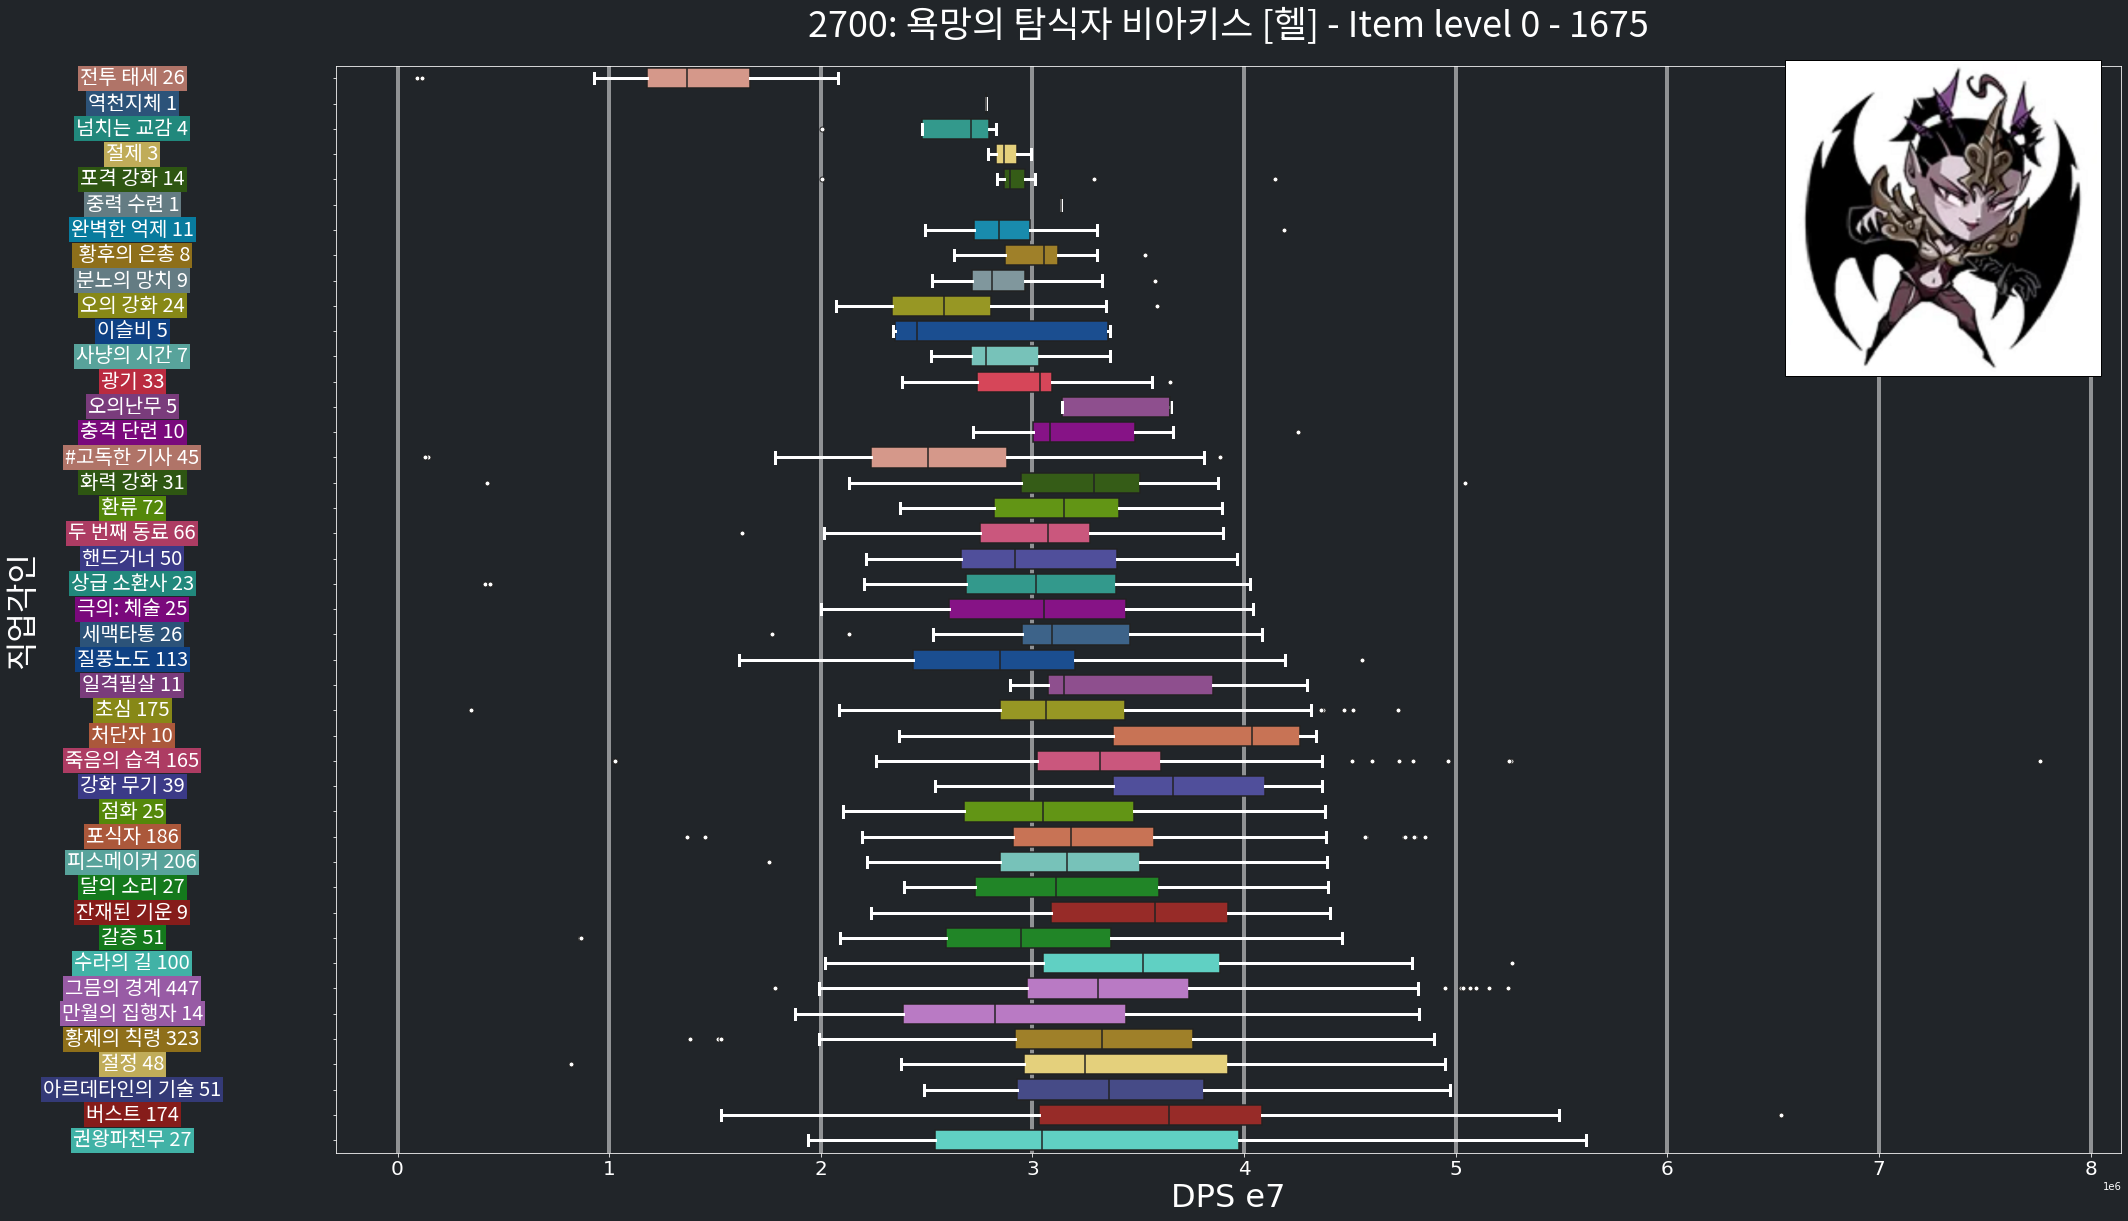 2700: 욕망의 탐식자 비아키스 [헬] - Item level 0 - 1675
직업각인
전투 태세 26
역천지체 1
넘치는 교감 4
절제 3
포격 강화 14
중력 수련 1
완벽한 억제 11
황후의 은총 8
분노의 망치 9
오의 강화 24
이슬비 5
사냥의 시간 7
광기 33
오의난무 5
충격 단련 10
#고독한 기사 45
화력 강화 31
환류 72
두 번째 동료 66
핸드거너 50
상급 소환사 23
극의: 체술 25
세맥타통 26
질풍노도 113
일격필살 11
초심 175
처단자 10
죽음의 습격 165
강화 무기 39
점화 25
포식자 186
피스메이커 206
달의 소리 27
잔재된 기운 9
갈증 51
수라의 길 100
그믐의 경계 447
만월의 집행자 14
황제의 칙령 323
절정 48
아르데타인의 기술 51
버스트 174
권왕파천무 27
0 1 2 3 4 5 6 7 8
1e6
DPS e7